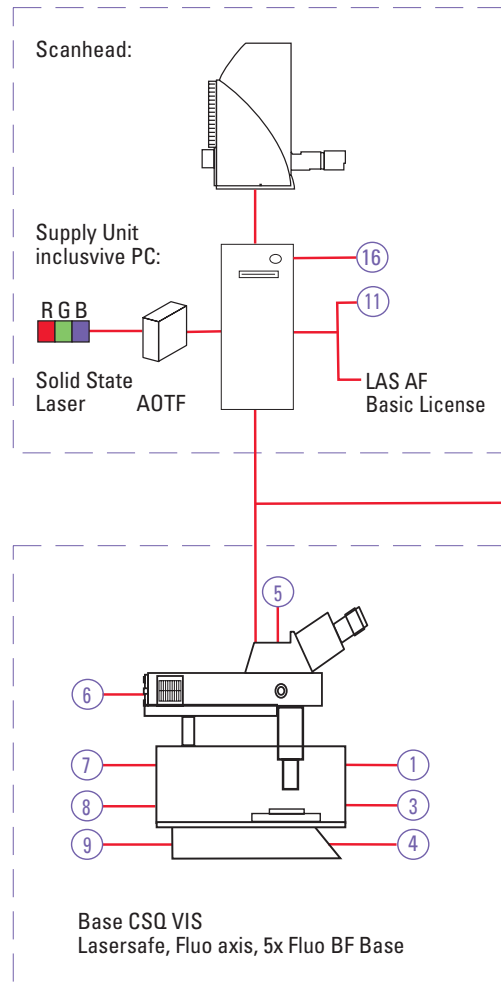 Scanhead:
Supply Unit
inclusvive PC:
16
11
R G B
Solid State
Laser
AOTF
LAS AF
Basic License
5
6
7
1
8
3
9
4
Base CSQ VIS
Lasersafe, Fluo axis, 5x Fluo BF Base